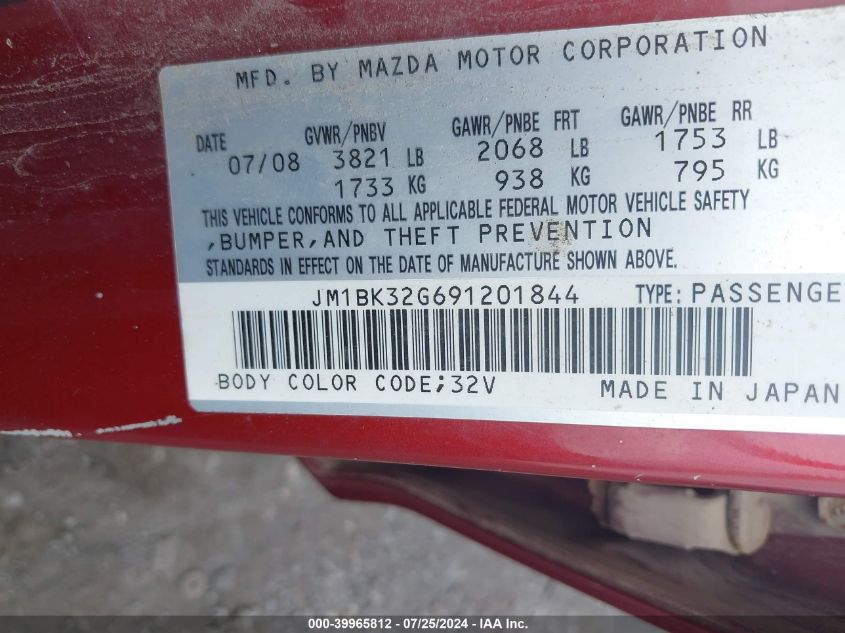 MFD. BY MAZDA MOTOR CORPORATION
DATE GVWR/PNBV GAWR/PNBE FRT GAWR/PNBE RR
07/08 3821 LB 2068 LB 1753 LB
1733 KG 938 KG 795 KG
THIS VEHICLE CONFORMS TO ALL APPLICABLE FEDERAL MOTOR VEHICLE SAFETY
,BUMPER,AND THEFT PREVENTION
STANDARDS IN EFFECT ON THE DATE OF MANUFACTURE SHOWN ABOVE.
JM1BK32G691201844 TYPE: PASSENGE
BODY COLOR CODE;32V MADE IN JAPAN
000-39965812 - 07/25/2024 - IAAI, Inc.